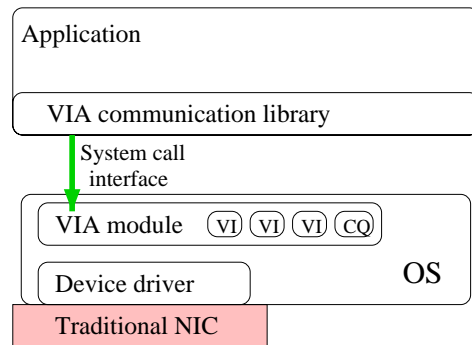 Application
VIA communication library
System call
interface
VIA module VI VI VI CQ
OS
Device driver
Traditional NIC